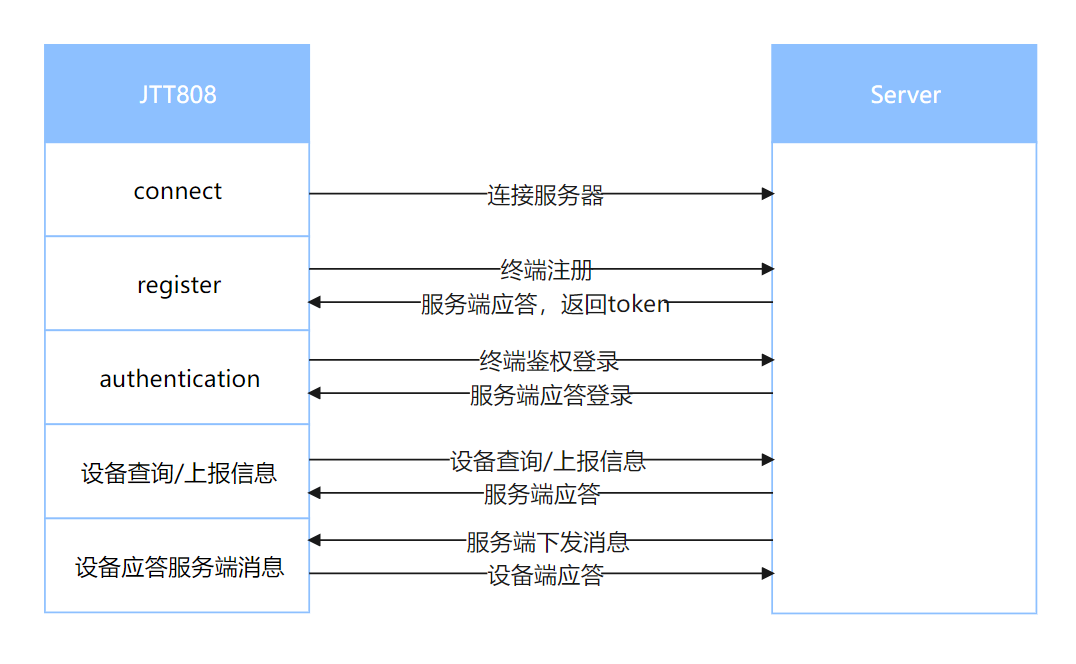 JTT808
Server
connect
连接服务器
register
终端注册
服务端应答，返回token
authentication
终端鉴权登录
服务端应答登录
设备查询/上报信息
设备查询/上报信息
服务端应答
设备应答服务端消息
服务端下发消息
设备端应答